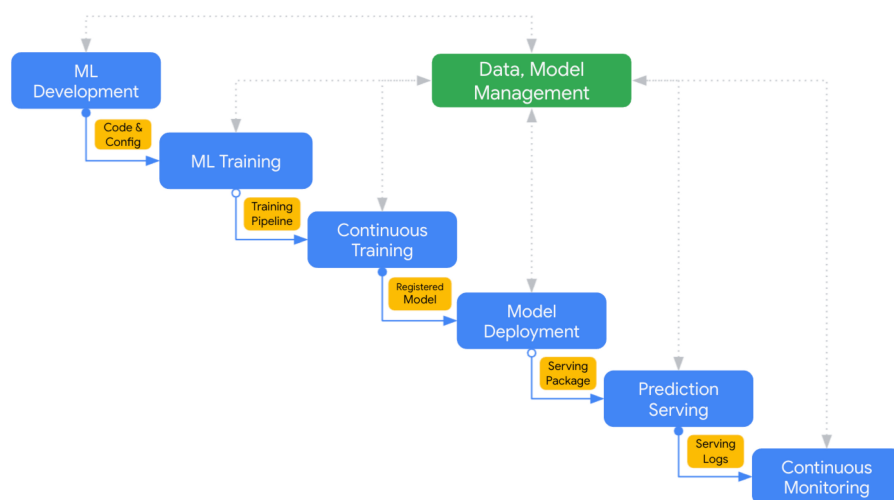 ML
Development
Data, Model
Management
Code &
Config
ML Training
Training
Pipeline
Continuous
Training
Registered
Model
Model
Deployment
Serving
Package
Prediction
Serving
Serving
Logs
Continuous
Monitoring